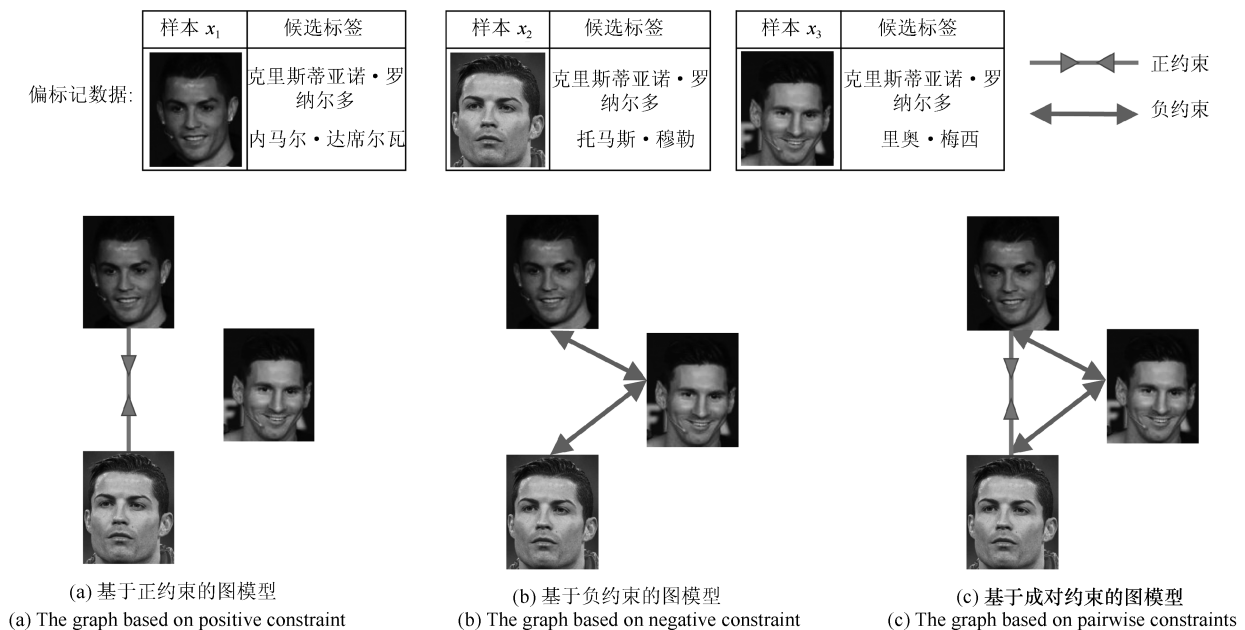 样本 x1 候选标签
克里斯蒂亚诺·罗
纳尔多
内马尔·达席尔瓦
样本 x2 候选标签
克里斯蒂亚诺·罗
纳尔多
托马斯·穆勒
样本 x3 候选标签
克里斯蒂亚诺·罗
纳尔多
里奥·梅西
偏标记数据:
正约束
负约束
(a) 基于正约束的图模型
(a) The graph based on positive constraint
(b) 基于负约束的图模型
(b) The graph based on negative constraint
(c) 基于成对约束的图模型
(c) The graph based on pairwise constraints